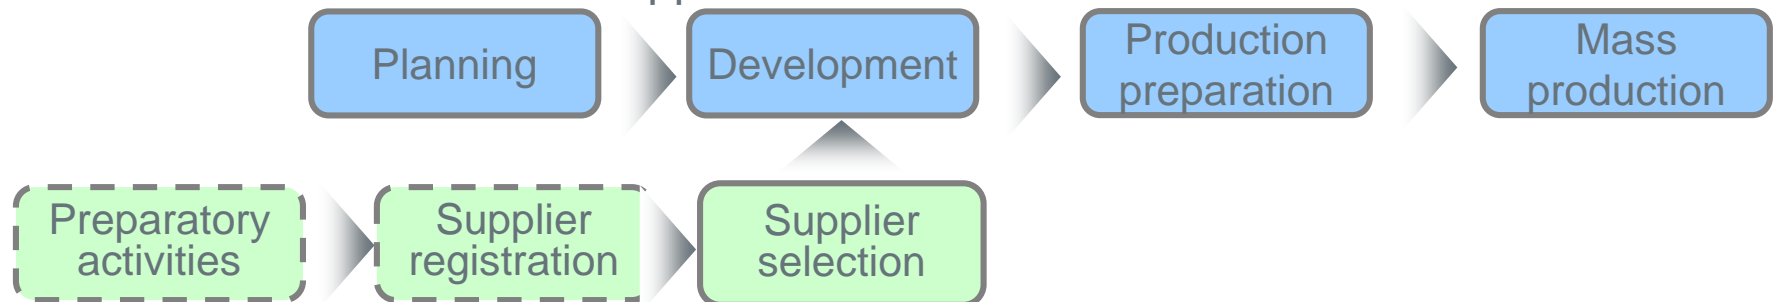 Planning
Development
Production
preparation
Mass
production
Preparatory
activities
Supplier
registration
Supplier
selection